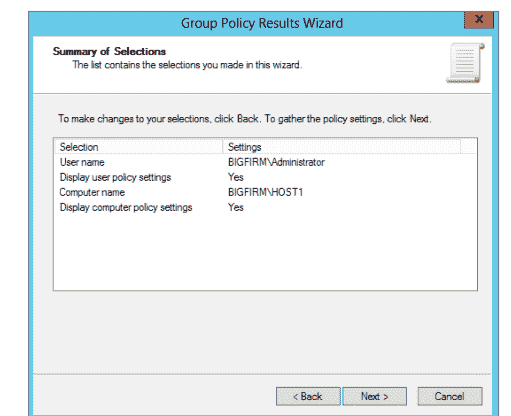 Group Policy Results Wizard
X
Summary of Selections
The list contains the selections you made in this wizard.
To make changes to your selections, click Back. To gather the policy settings, click Next.
Selection Settings
User name BIGFIRM\Administrator
Display user policy settings Yes
Computer name BIGFIRM\HOST1
Display computer policy settings Yes
< Back Next > Cancel